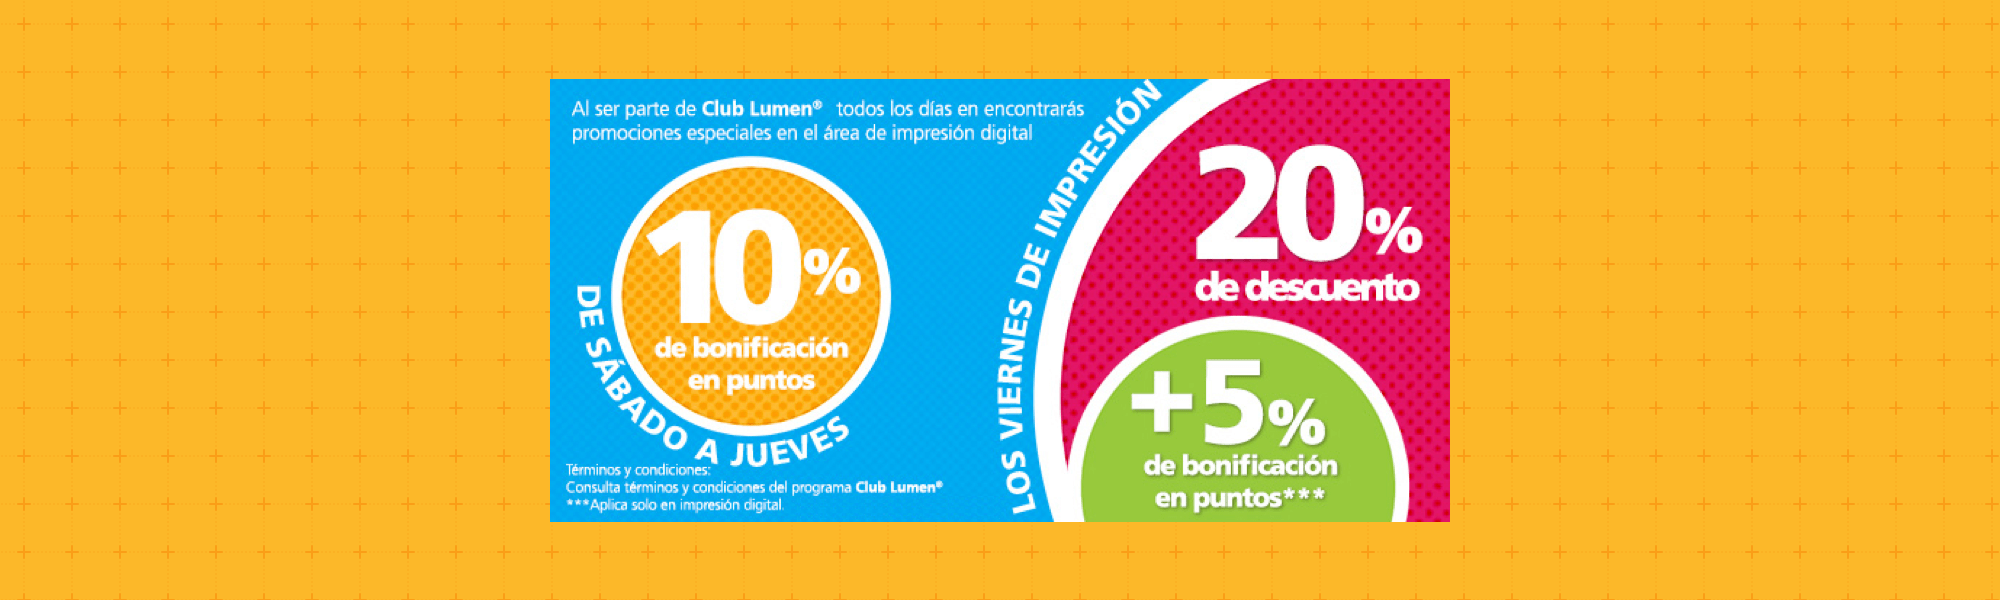 Al ser parte de Club Lumen® todos los días en encontrarás
promociones especiales en el área de impresión digital
10%
de bonificación
en puntos
DE SÁBADO A JUEVES
Términos y condiciones:
Consulta términos y condiciones del programa Club Lumen®
***Aplica solo en impresión digital.
LOS VIERNES DE IMPRESIÓN
20%
de descuento
+5%
de bonificación
en puntos***